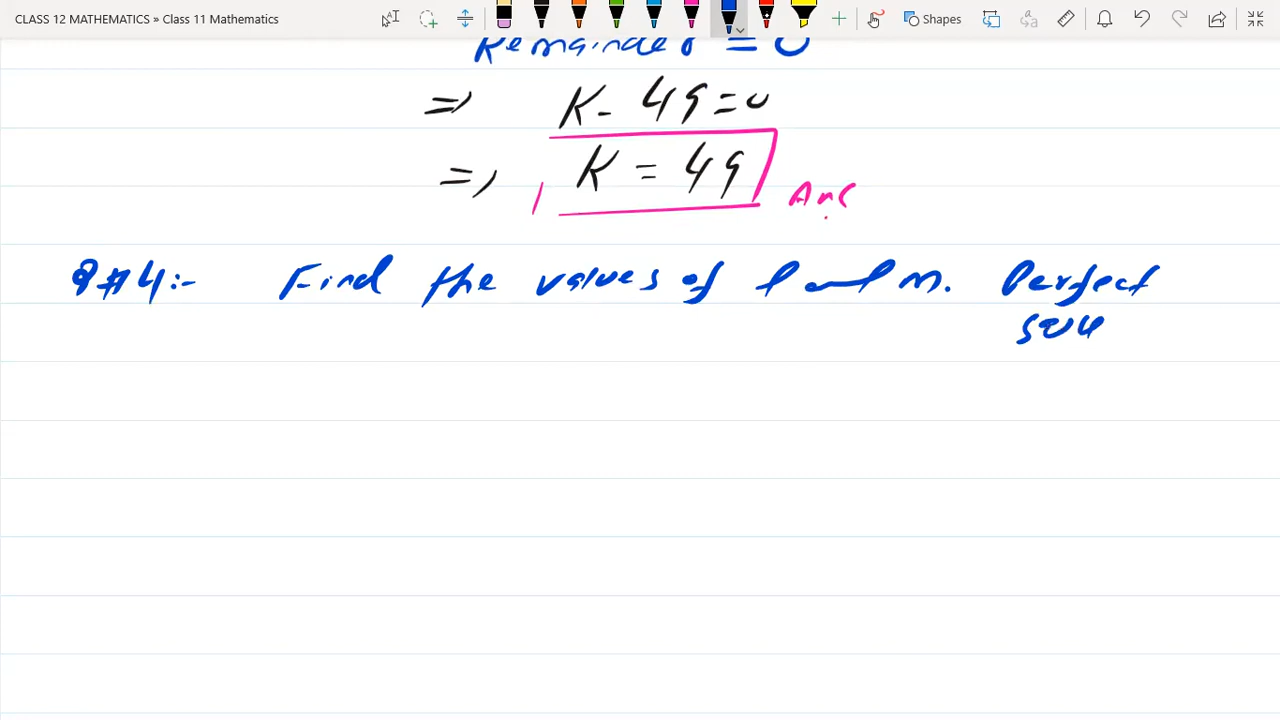 CLASS 12 MATHEMATICS » Class 11 Mathematics
Shapes
Remainder = 0
=> K - 49 = 0
=> K = 49 Ans
Q#4:- Find the values of l and m. Perfect